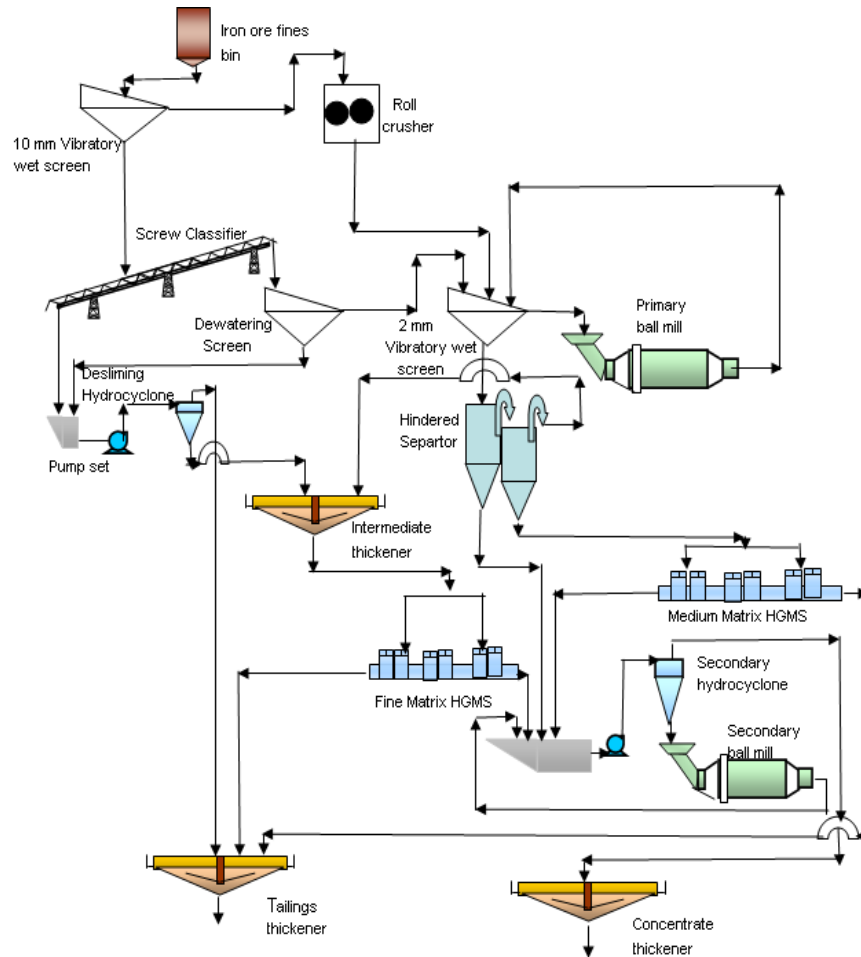 Iron ore fines
bin
Roll
crusher
10 mm Vibratory
wet screen
Screw Classifier
Dewatering
Screen
2 mm
Vibratory wet
screen
Primary
ball mill
Desliming
Hydrocyclone
Hindered
Separtor
Pump set
Intermediate
thickener
Medium Matrix HGMS
Fine Matrix HGMS
Secondary
hydrocyclone
Secondary
ball mill
Tailings
thickener
Concentrate
thickener